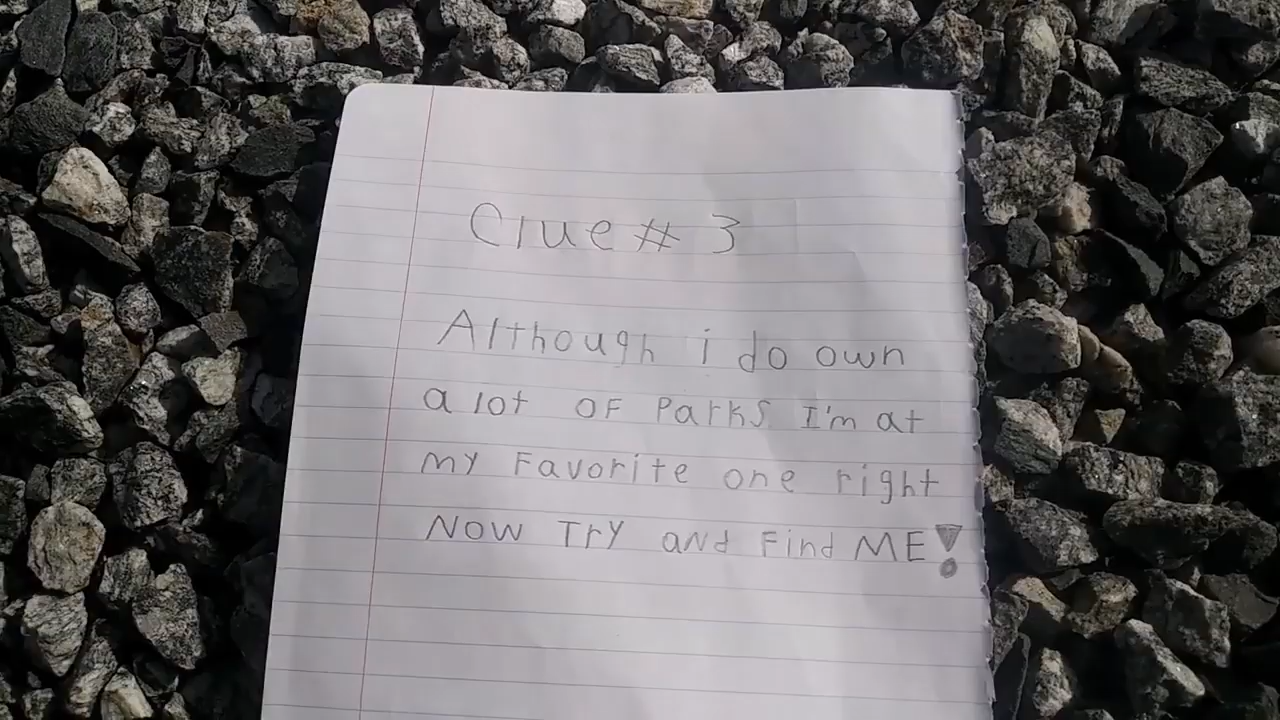 Clue # 3
Although i do own
a lot OF Parks I'm at
my Favorite one right
Now Try and Find ME!